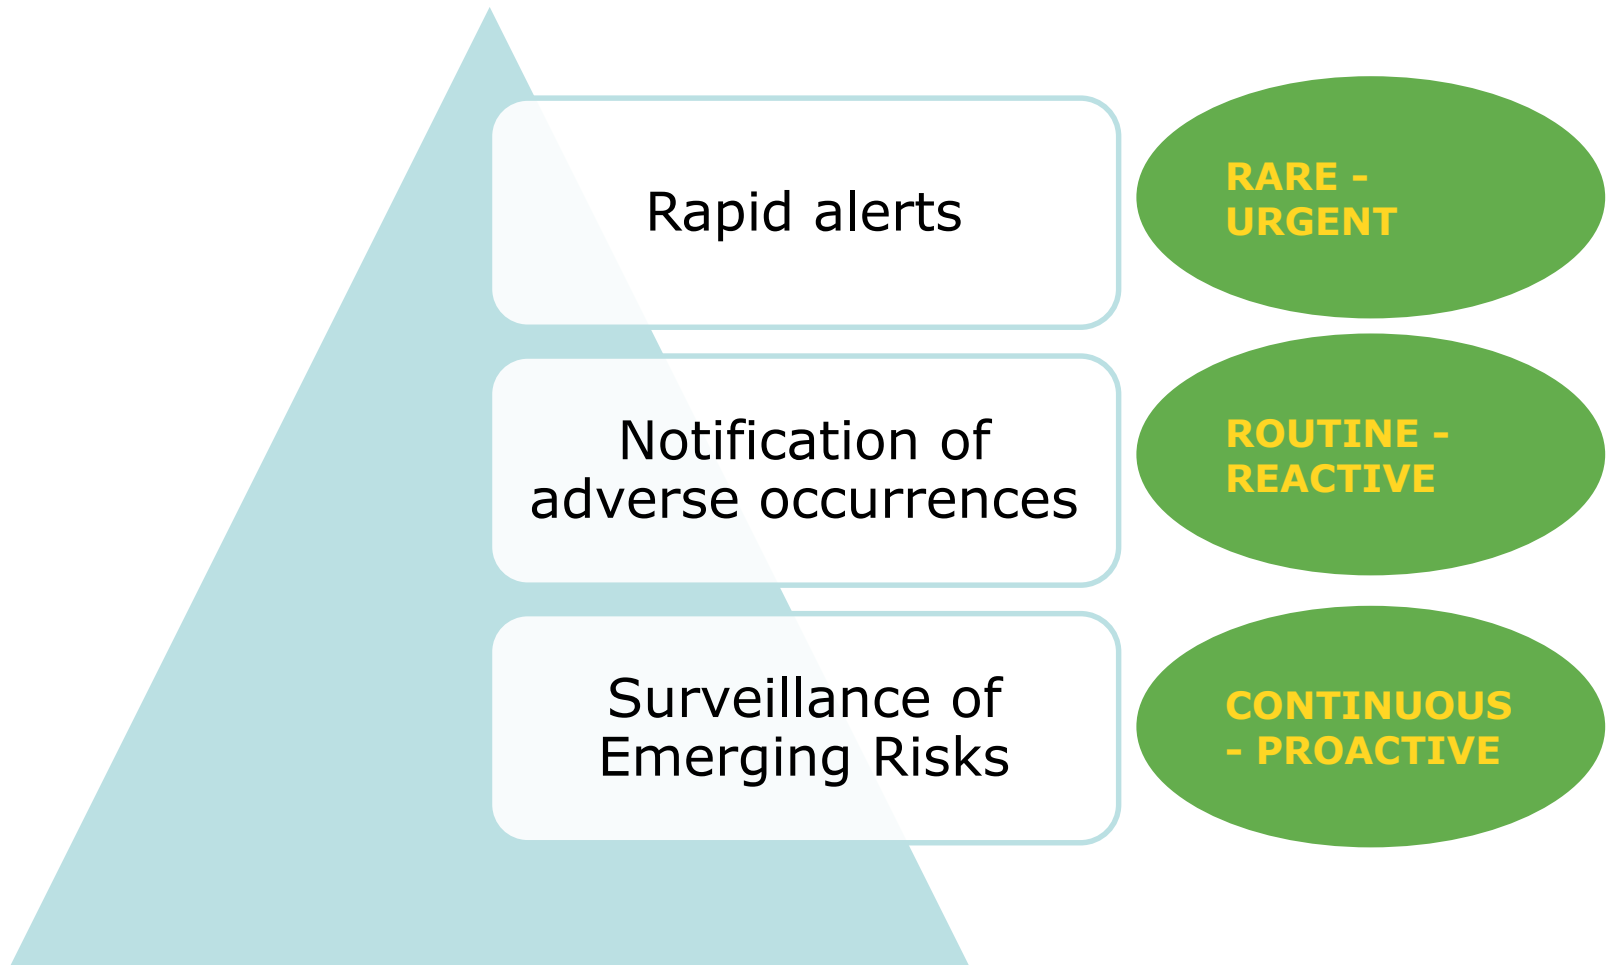 Rapid alerts
RARE -
URGENT
Notification of
adverse occurrences
ROUTINE -
REACTIVE
Surveillance of
Emerging Risks
CONTINUOUS
- PROACTIVE